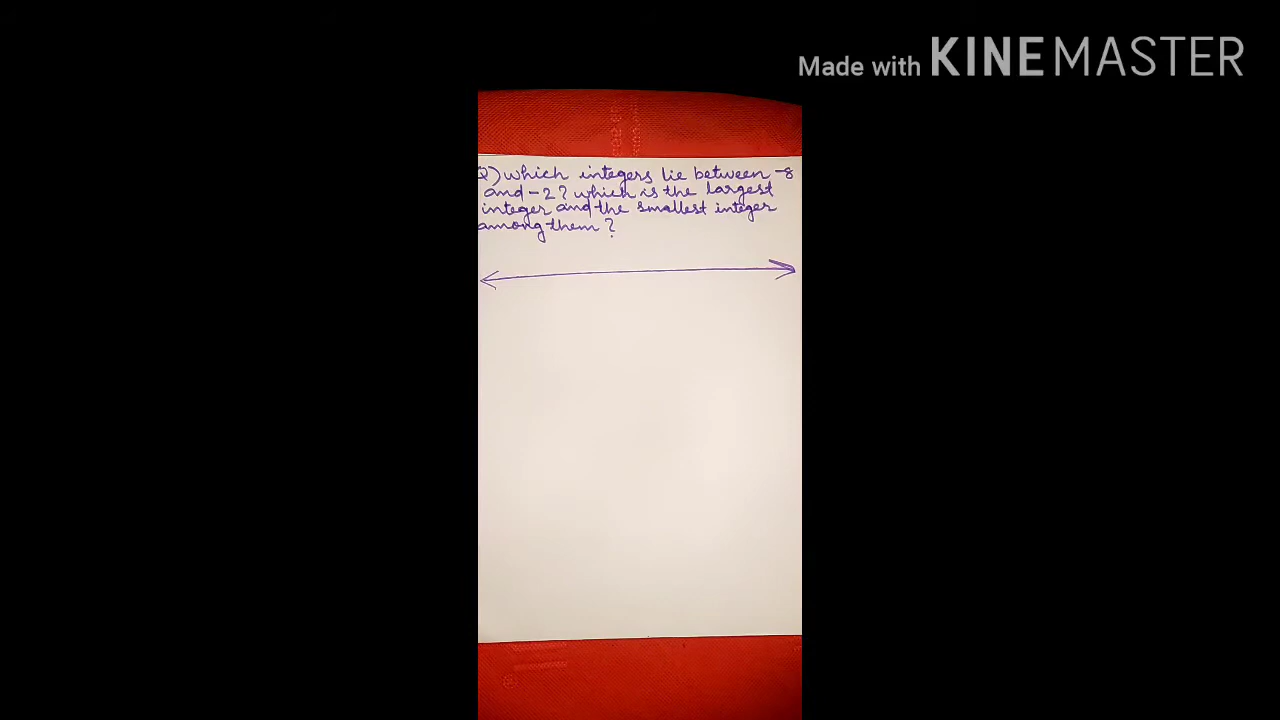 Made with KINEMASTER
Q) which integers lie between -8
and -2? which is the largest
integer and the smallest integer
among them?